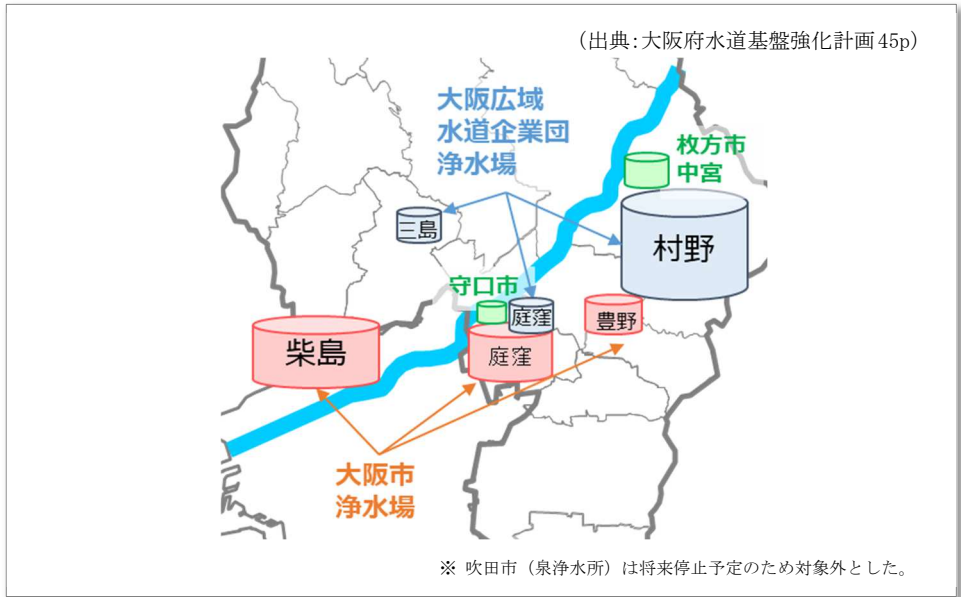 （出典：大阪府水道基盤強化計画45p）
大阪広域
水道企業団
浄水場
枚方市
中宮
三島
村野
守口市
庭窪
豊野
柴島
庭窪
大阪市
浄水場
※ 吹田市（泉浄水所）は将来停止予定のため対象外とした。